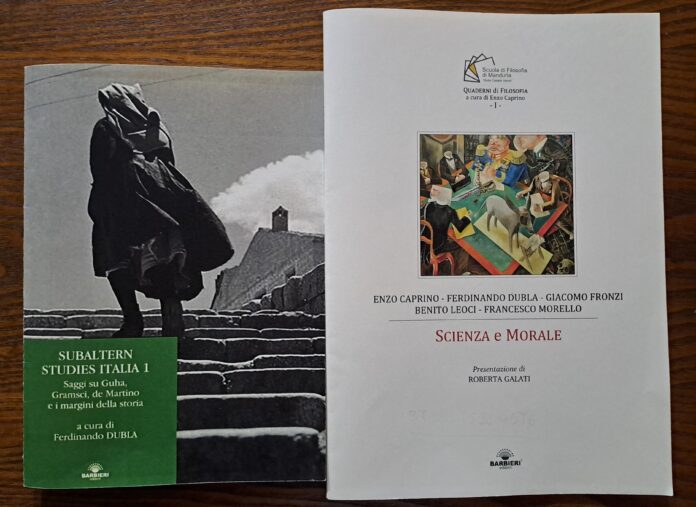 SUBALTERN
STUDIES ITALIA 1
Saggi su Guha,
Gramsci, de Martino
e i margini della storia
a cura di
Ferdinando DUBLA
BARBIERI
Scuola di Filosofia
di Manduria
QUADERNI di FILOSOFIA
a cura di Enzo Caprino
- I -
ENZO CAPRINO - FERDINANDO DUBLA - GIACOMO FRONZI
BENITO LEOCI - FRANCESCO MORELLO
SCIENZA e MORALE
Presentazione di
ROBERTA GALATI
BARBIERI